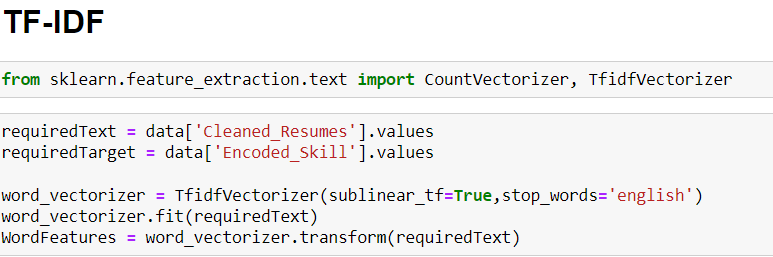 TF-IDF
from sklearn.feature_extraction.text import CountVectorizer, TfidfVectorizer
requiredText = data['Cleaned_Resumes'].values
requiredTarget = data['Encoded_Skill'].values
word_vectorizer = TfidfVectorizer(sublinear_tf=True,stop_words='english')
word_vectorizer.fit(requiredText)
WordFeatures = word_vectorizer.transform(requiredText)